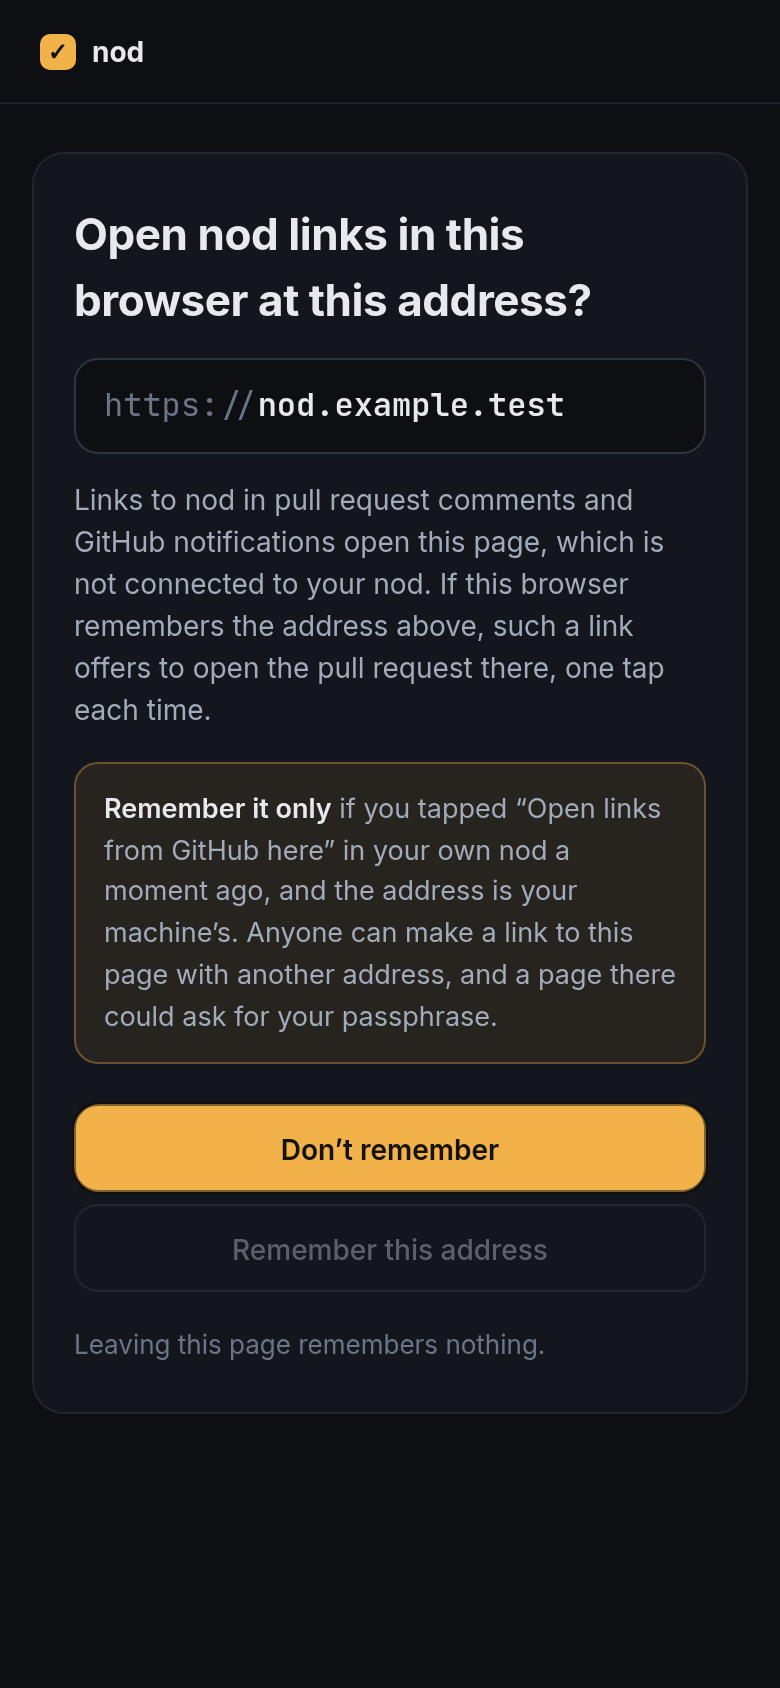 ✓ nod
Open nod links in this
browser at this address?
https://nod.example.test
Links to nod in pull request comments and
GitHub notifications open this page, which is
not connected to your nod. If this browser
remembers the address above, such a link
offers to open the pull request there, one tap
each time.
Remember it only if you tapped “Open links
from GitHub here” in your own nod a
moment ago, and the address is your
machine’s. Anyone can make a link to this
page with another address, and a page there
could ask for your passphrase.
Don’t remember
Remember this address
Leaving this page remembers nothing.